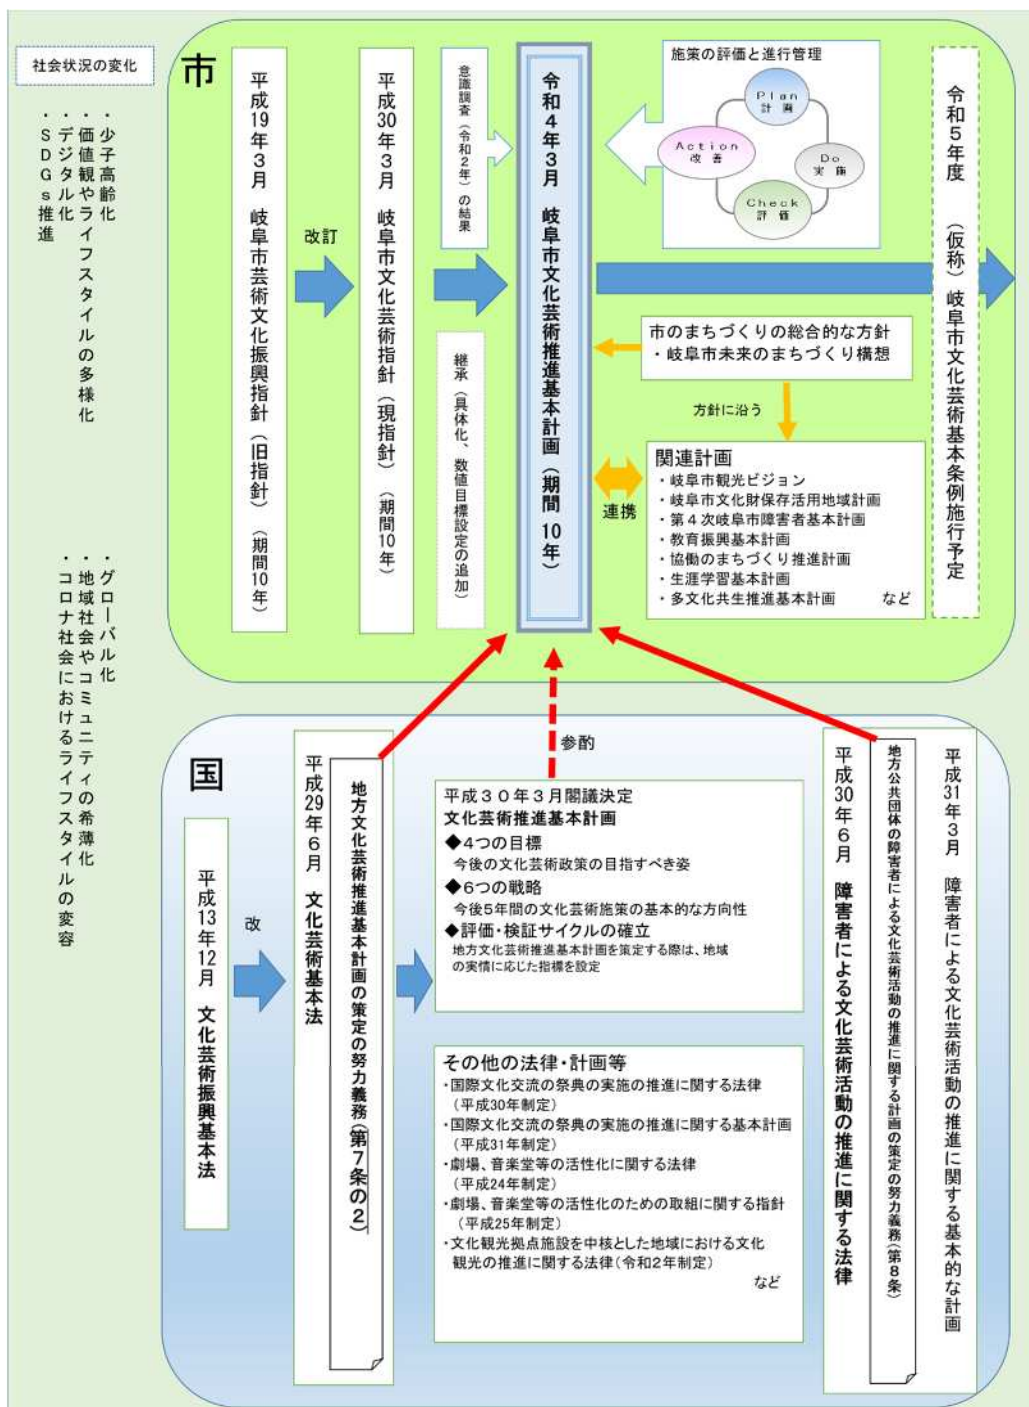 社会状況の変化
・少子高齢化
・価値観やライフスタイルの多様化
・デジタル化
・SDGs推進
・グローバル化
・地域社会やコミュニティの希薄化
・コロナ社会におけるライフスタイルの変容
市
平成19年3月 岐阜市芸術文化振興指針(旧指針)(期間10年)
改訂
平成30年3月 岐阜市文化芸術指針(現指針)(期間10年)
意識調査(令和2年)の結果
継承(具体化、数値目標設定の追加)
令和4年3月 岐阜市文化芸術推進基本計画(期間 10年)
施策の評価と進行管理
Plan
計画
Do
実施
Check
評価
Action
改善
市のまちづくりの総合的な方針
・岐阜市未来のまちづくり構想
方針に沿う
連携
関連計画
・岐阜市観光ビジョン
・岐阜市文化財保存活用地域計画
・第4次岐阜市障害者基本計画
・教育振興基本計画
・協働のまちづくり推進計画
・生涯学習基本計画
・多文化共生推進基本計画 など
令和5年度 (仮称)岐阜市文化芸術基本条例施行予定
国
平成13年12月 文化芸術振興基本法
改
平成29年6月 文化芸術基本法
地方文化芸術推進基本計画の策定の努力義務(第7条の2)
参酌
平成30年3月閣議決定
文化芸術推進基本計画
◆4つの目標
今後の文化芸術政策の目指すべき姿
◆6つの戦略
今後5年間の文化芸術施策の基本的な方向性
◆評価・検証サイクルの確立
地方文化芸術推進基本計画を策定する際は、地域
の実情に応じた指標を設定
その他の法律・計画等
・国際文化交流の祭典の実施の推進に関する法律
(平成30年制定)
・国際文化交流の祭典の実施の推進に関する基本計画
(平成31年制定)
・劇場、音楽堂等の活性化に関する法律
(平成24年制定)
・劇場、音楽堂等の活性化のための取組に関する指針
(平成25年制定)
・文化観光拠点施設を中核とした地域における文化
観光の推進に関する法律(令和2年制定)
など
平成30年6月 障害者による文化芸術活動の推進に関する法律
地方公共団体の障害者による文化芸術活動の推進に関する計画の策定の努力義務(第8条)
平成31年3月 障害者による文化芸術活動の推進に関する基本的な計画